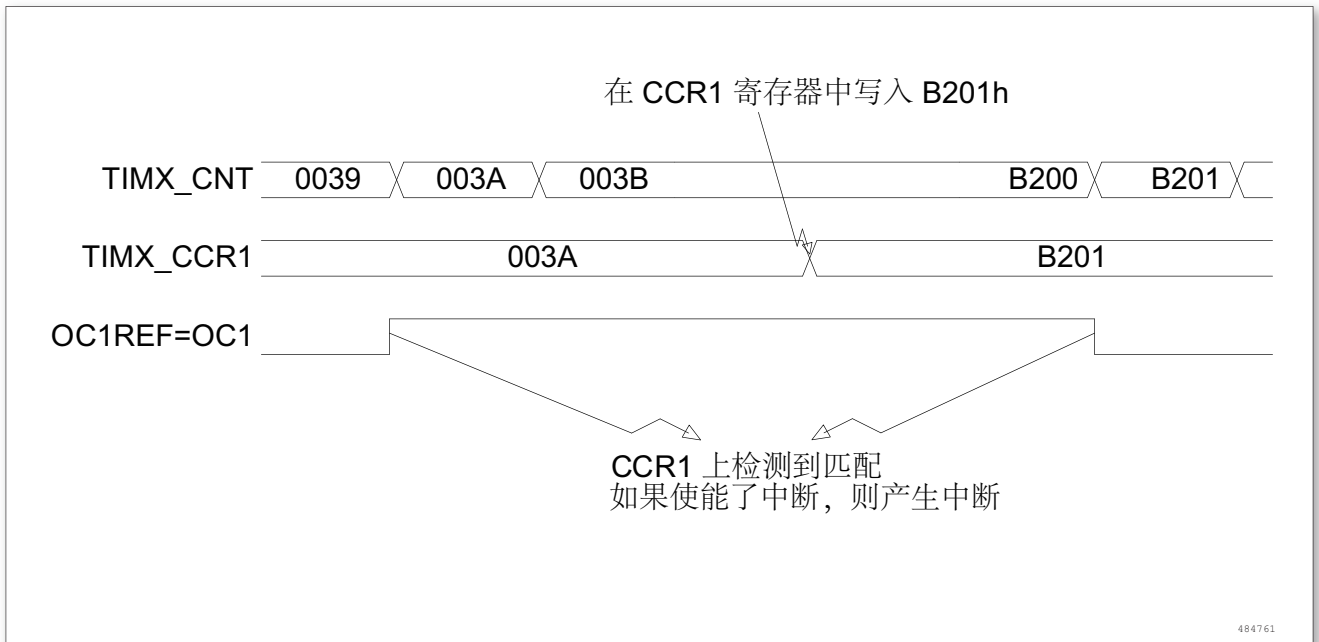 在 CCR1 寄存器中写入 B201h
TIMX_CNT 0039 003A 003B B200 B201
TIMX_CCR1 003A B201
OC1REF=OC1
CCR1 上检测到匹配
如果使能了中断，则产生中断
484761